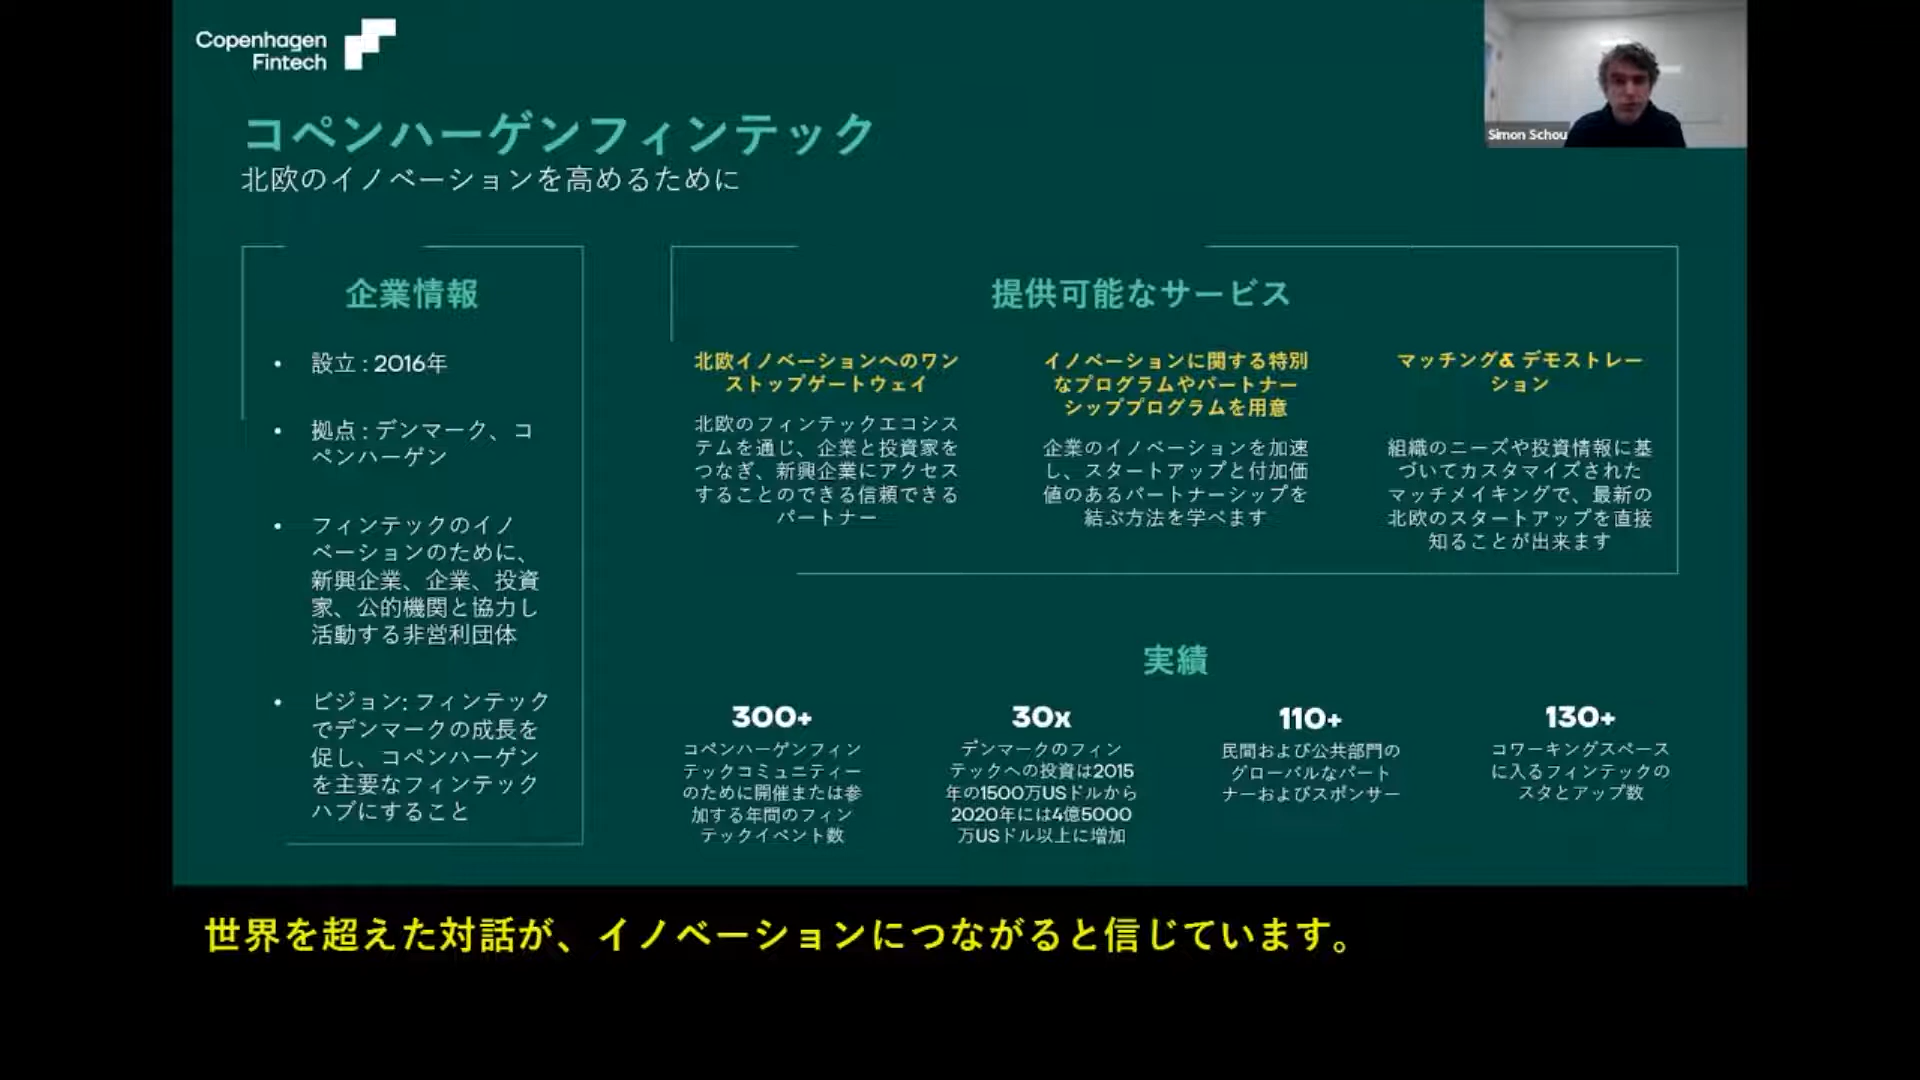 Copenhagen
Fintech
Simon Schou
コペンハーゲンフィンテック
北欧のイノベーションを高めるために
企業情報
• 設立 : 2016年
• 拠点 : デンマーク、コ
ペンハーゲン
• フィンテックのイノ
ベーションのために、
新興企業、企業、投資
家、公的機関と協力し
活動する非営利団体
• ビジョン: フィンテック
でデンマークの成長を
促し、コペンハーゲン
を主要なフィンテック
ハブにすること
提供可能なサービス
北欧イノベーションへのワン
ストップゲートウェイ
北欧のフィンテックエコシス
テムを通じ、企業と投資家を
つなぎ、新興企業にアクセス
することのできる信頼できる
パートナー
イノベーションに関する特別
なプログラムやパートナー
シッププログラムを用意
企業のイノベーションを加速
し、スタートアップと付加価
値のあるパートナーシップを
結ぶ方法を学べます
マッチング& デモストレー
ション
組織のニーズや投資情報に基
づいてカスタマイズされた
マッチメイキングで、最新の
北欧のスタートアップを直接
知ることが出来ます
実績
300+
コペンハーゲンフィン
テックコミュニティー
のために開催または参
加する年間のフィン
テックイベント数
30x
デンマークのフィン
テックへの投資は2015
年の1500万USドルから
2020年には4億5000
万USドル以上に増加
110+
民間および公共部門の
グローバルなパート
ナーおよびスポンサー
130+
コワーキングスペース
に入るフィンテックの
スタとアップ数
世界を超えた対話が、イノベーションにつながると信じています。